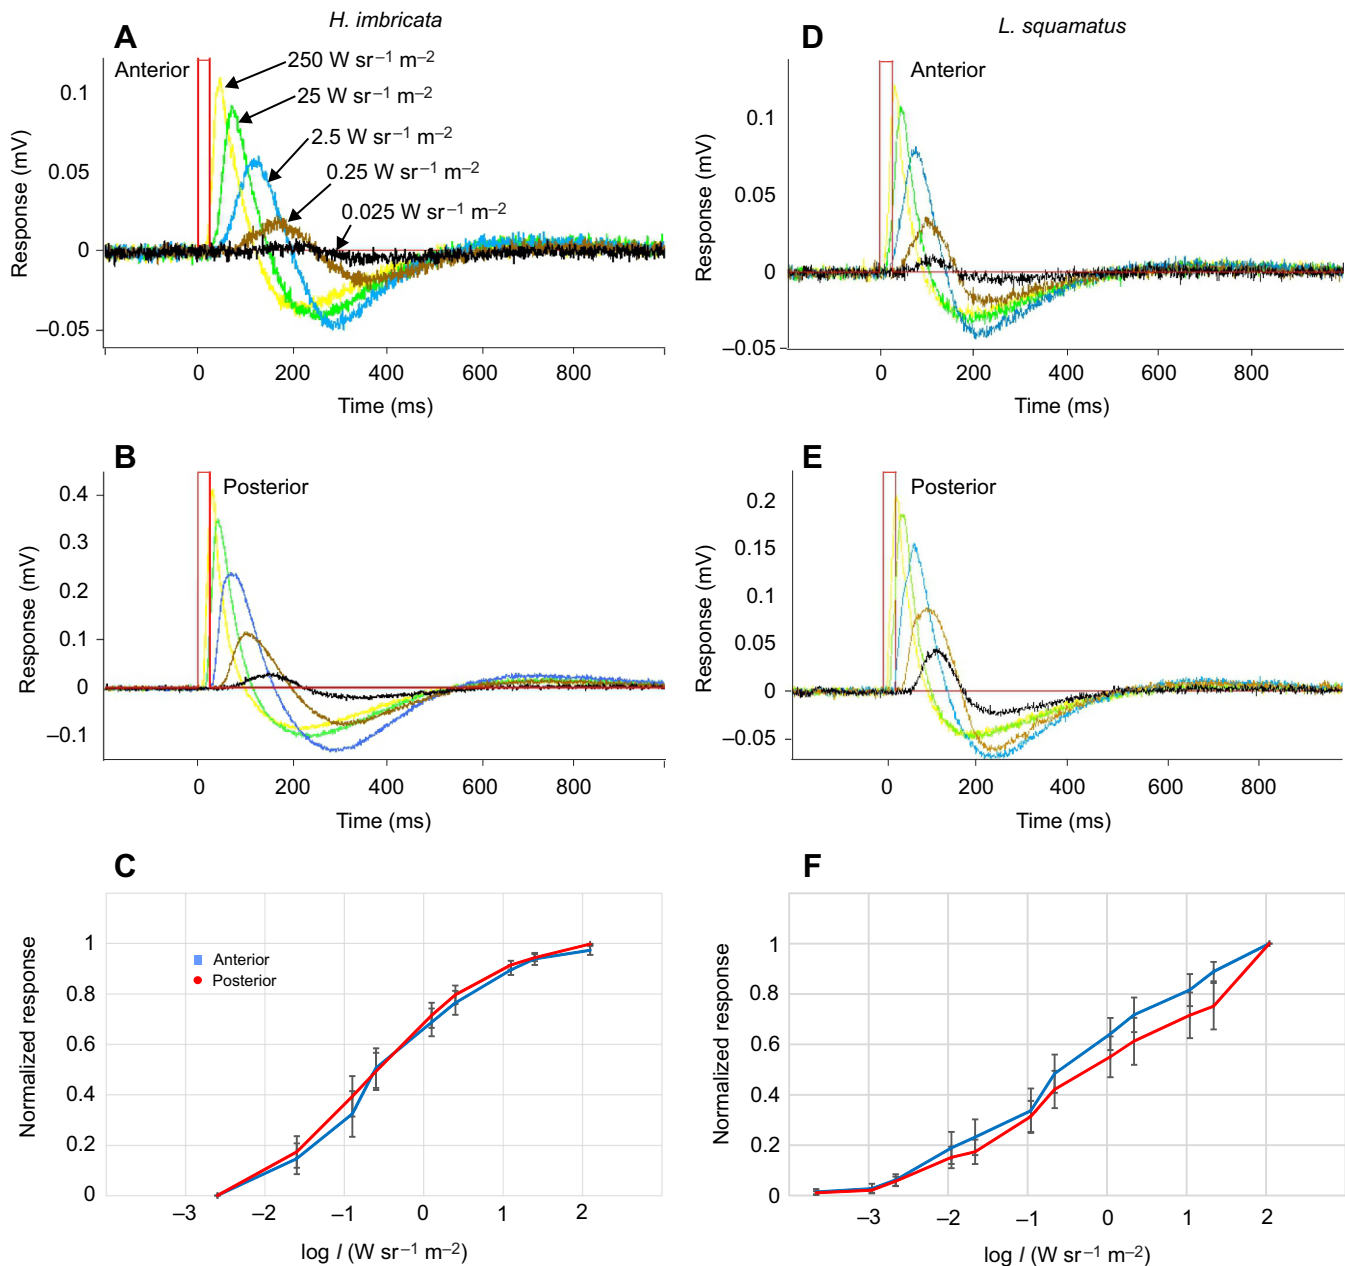 H. imbricata
L. squamatus
A
Anterior
250 W sr⁻¹ m⁻²
25 W sr⁻¹ m⁻²
2.5 W sr⁻¹ m⁻²
0.25 W sr⁻¹ m⁻²
0.025 W sr⁻¹ m⁻²
0.1
0.05
0
–0.05
Response (mV)
0 200 400 600 800
Time (ms)
D
Anterior
0.1
0.05
0
–0.05
Response (mV)
0 200 400 600 800
Time (ms)
B
Posterior
0.4
0.3
0.2
0.1
0
–0.1
Response (mV)
0 200 400 600 800
Time (ms)
E
Posterior
0.2
0.15
0.1
0.05
0
–0.05
Response (mV)
0 200 400 600 800
Time (ms)
C
Anterior
Posterior
1
0.8
0.6
0.4
0.2
0
Normalized response
–3 –2 –1 0 1 2
log I (W sr⁻¹ m⁻²)
F
1
0.8
0.6
0.4
0.2
0
Normalized response
–3 –2 –1 0 1 2
log I (W sr⁻¹ m⁻²)